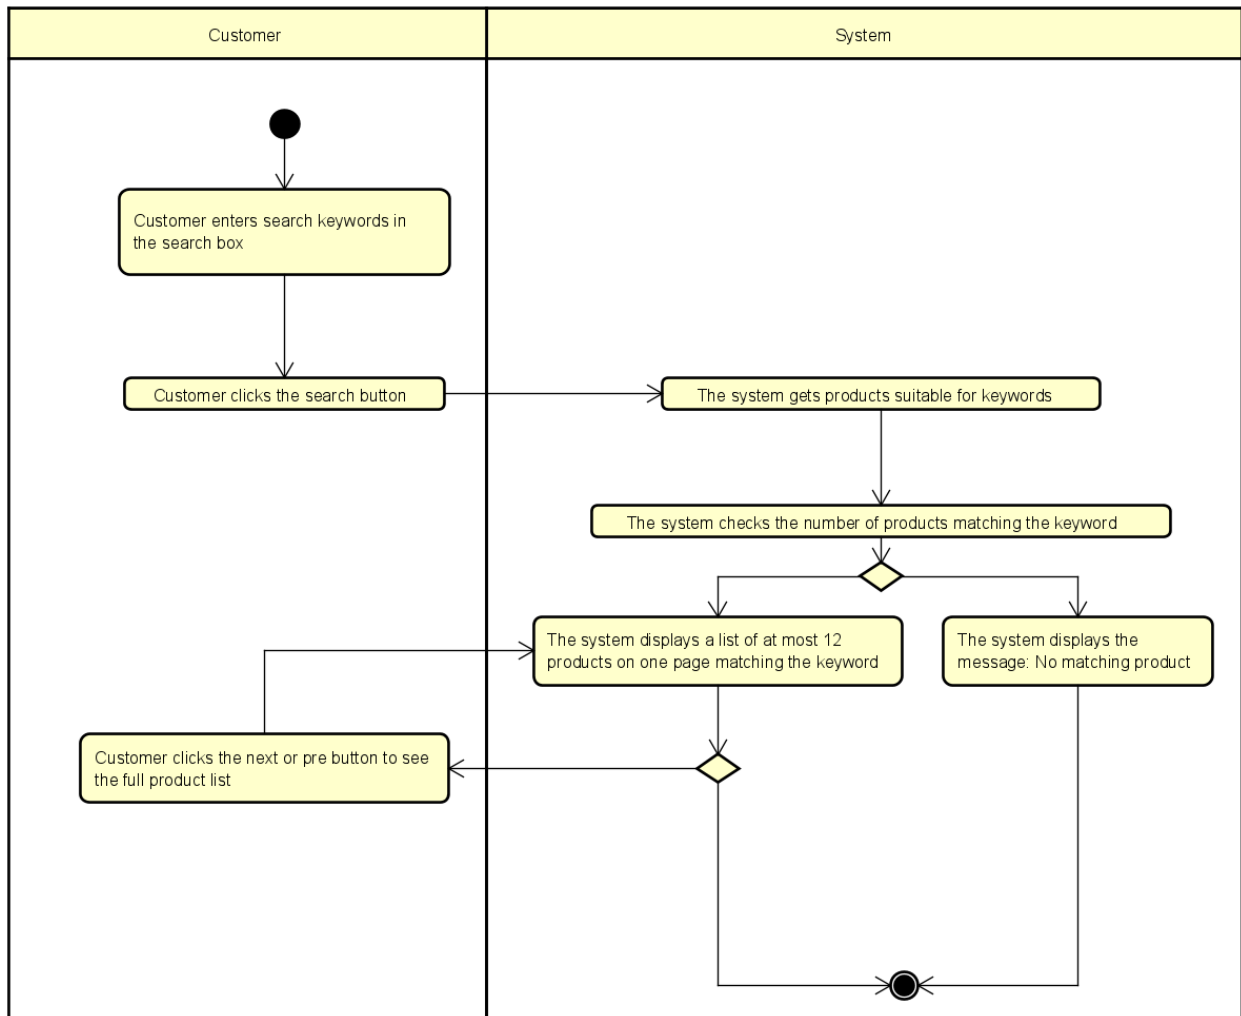 Customer
System
Customer enters search keywords in
the search box
Customer clicks the search button
The system gets products suitable for keywords
The system checks the number of products matching the keyword
The system displays a list of at most 12
products on one page matching the keyword
The system displays the
message: No matching product
Customer clicks the next or pre button to see
the full product list